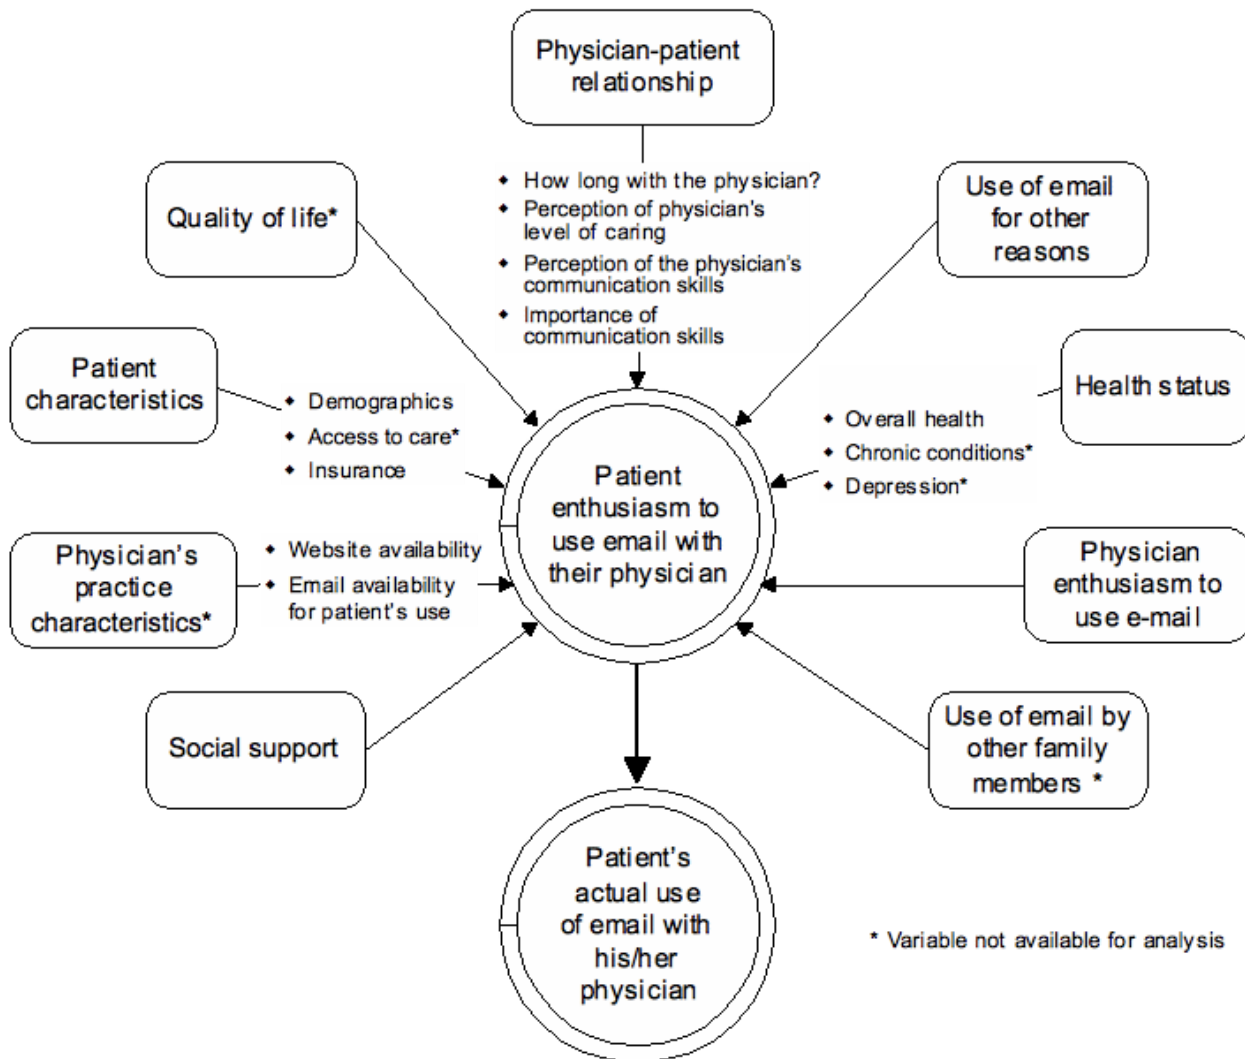 Physician-patient
relationship
◆ How long with the physician?
◆ Perception of physician's
level of caring
◆ Perception of the physician's
communication skills
◆ Importance of
communication skills
Quality of life*
Use of email
for other
reasons
Patient
characteristics
◆ Demographics
◆ Access to care*
◆ Insurance
Health status
◆ Overall health
◆ Chronic conditions*
◆ Depression*
Patient
enthusiasm to
use email with
their physician
Physician's
practice
characteristics*
◆ Website availability
◆ Email availability
for patient's use
Physician
enthusiasm to
use e-mail
Social support
Use of email by
other family
members *
Patient's
actual use
of email with
his/her
physician
* Variable not available for analysis